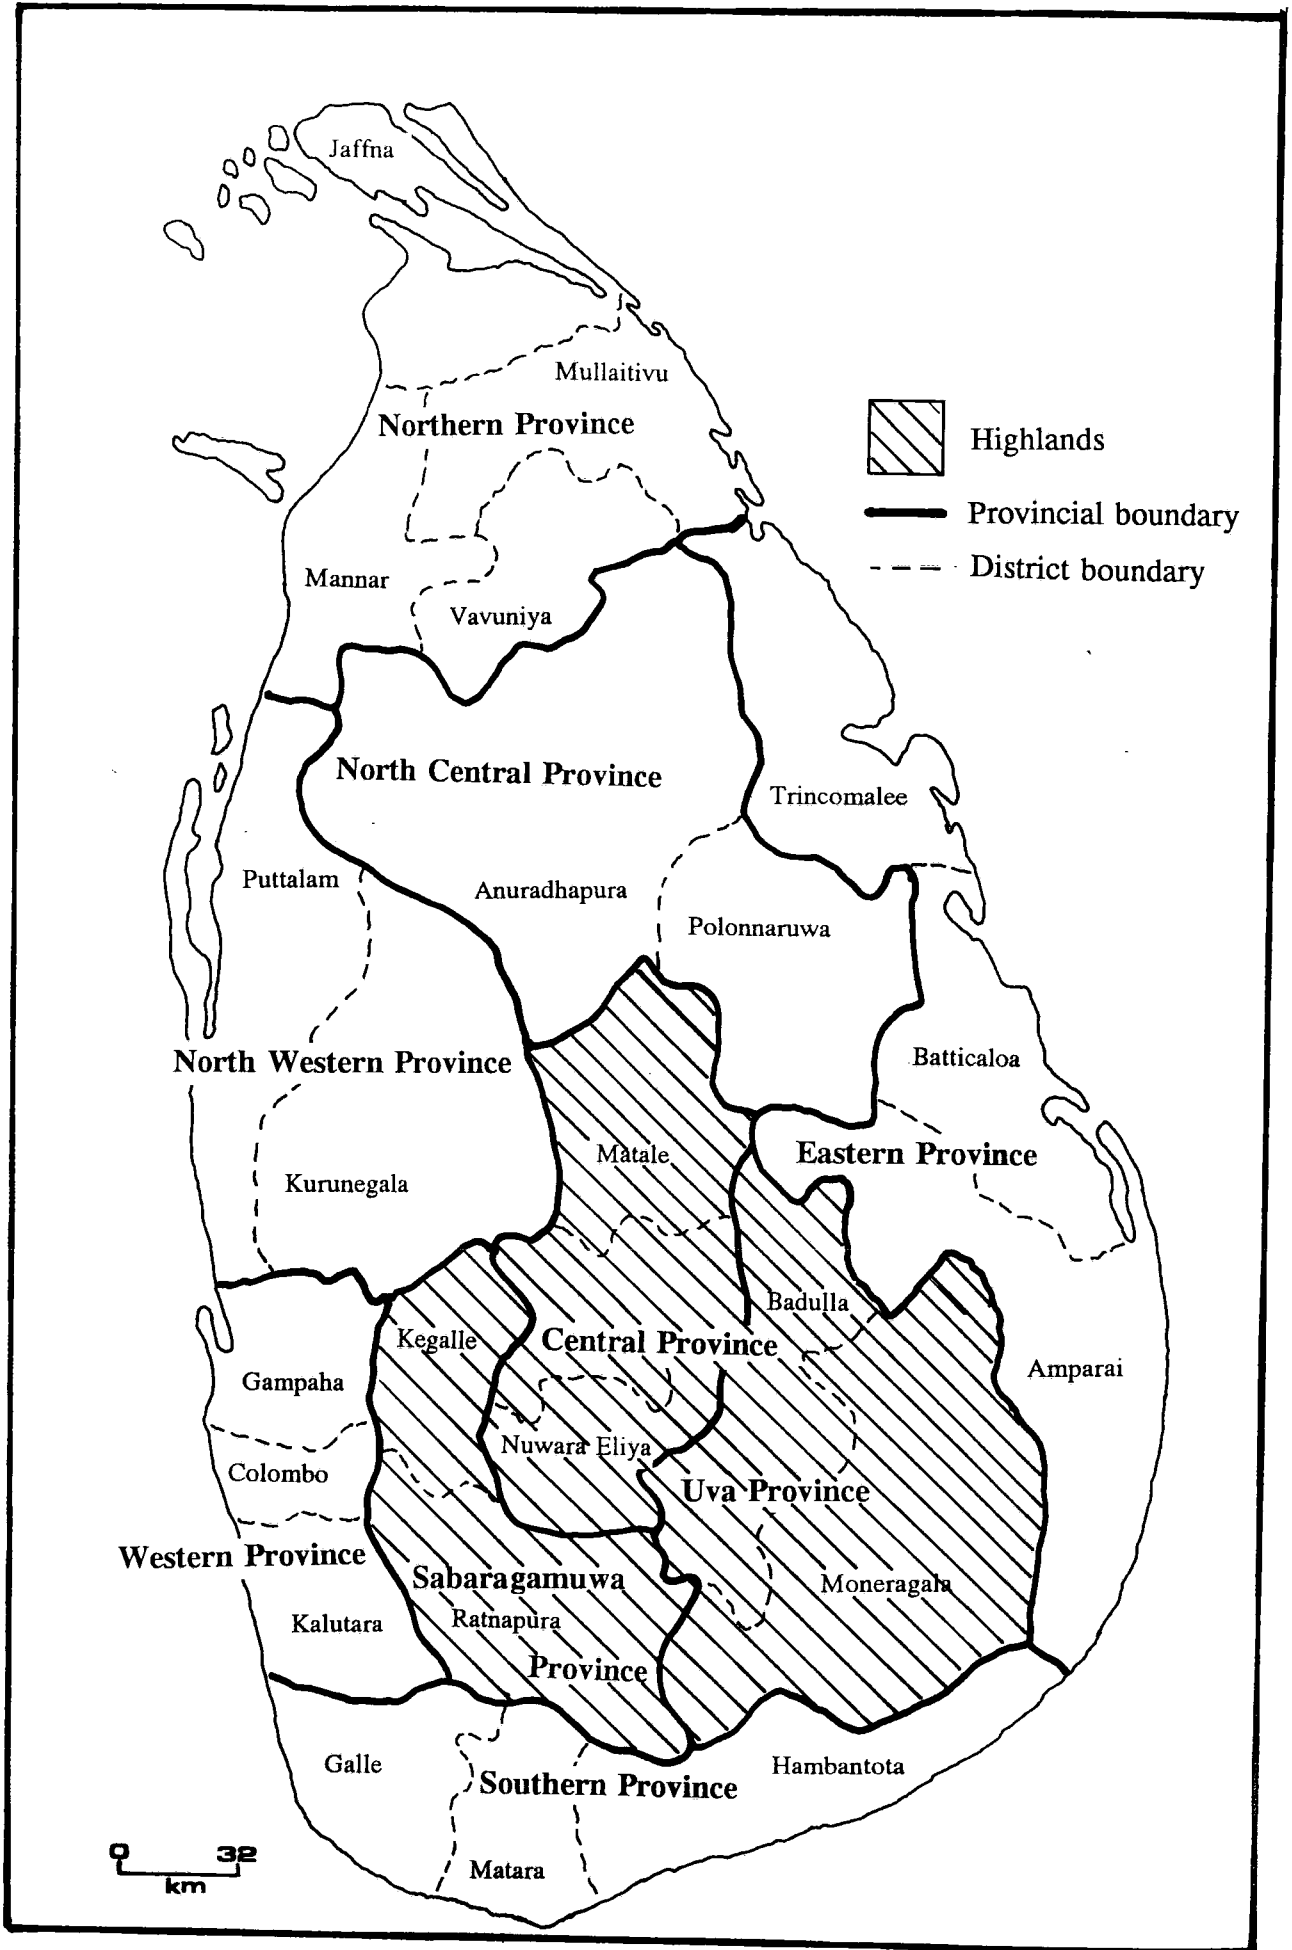 Jaffna
Mullaitivu
Northern Province
Highlands
Provincial boundary
District boundary
Mannar
Vavuniya
North Central Province
Trincomalee
Puttalam
Anuradhapura
Polonnaruwa
North Western Province
Batticaloa
Matale
Eastern Province
Kurunegala
Badulla
Kegalle
Central Province
Amparai
Gampaha
Nuwara Eliya
Colombo
Uva Province
Western Province
Sabaragamuwa
Moneragala
Kalutara
Ratnapura
Province
Galle
Hambantota
Southern Province
0 32
km
Matara